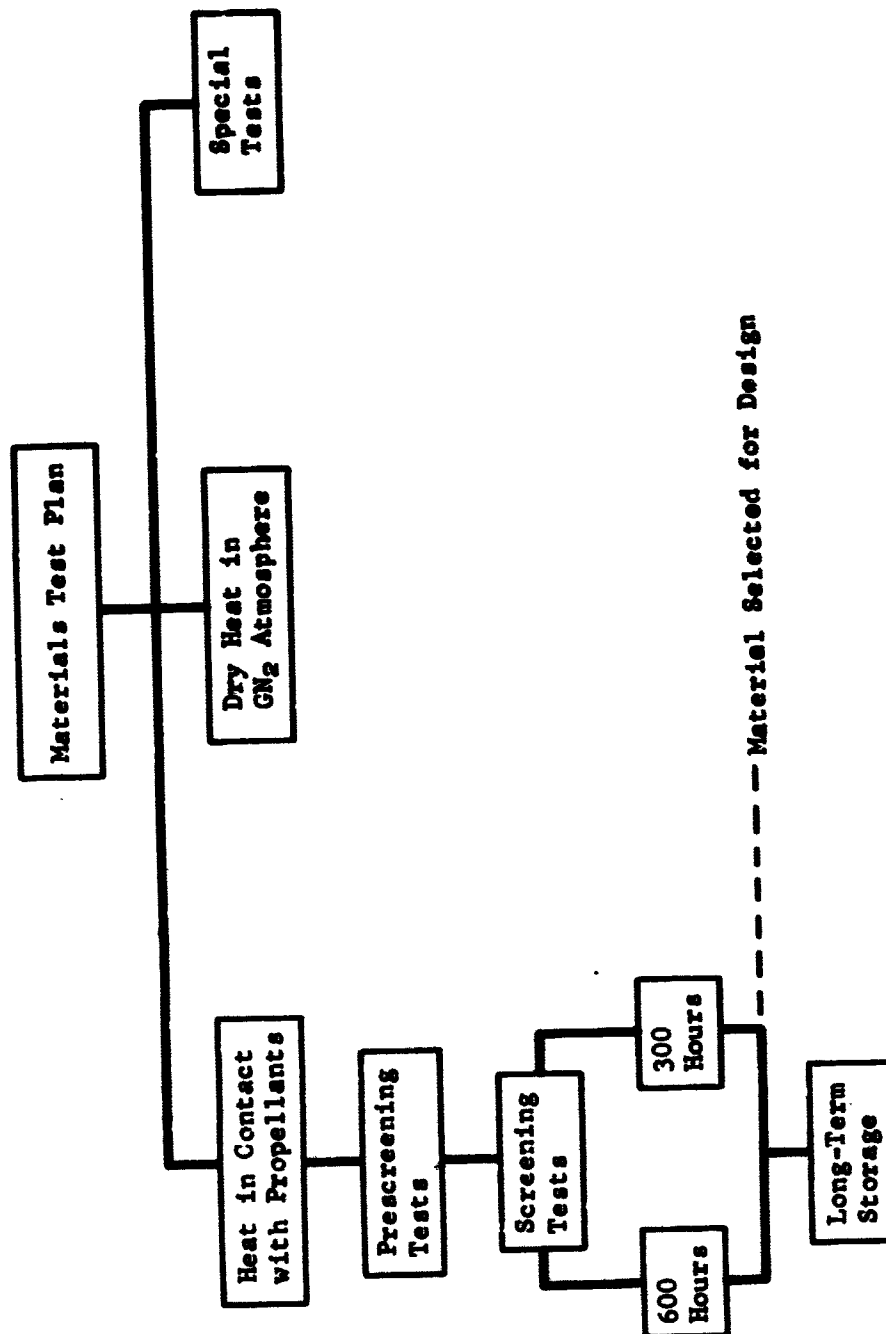 Materials Test Plan
Heat in Contact
with Propellants
Dry Heat in
GN₂ Atmosphere
Special
Tests
Prescreening
Tests
Screening
Tests
600
Hours
300
Hours
Material Selected for Design
Long-Term
Storage